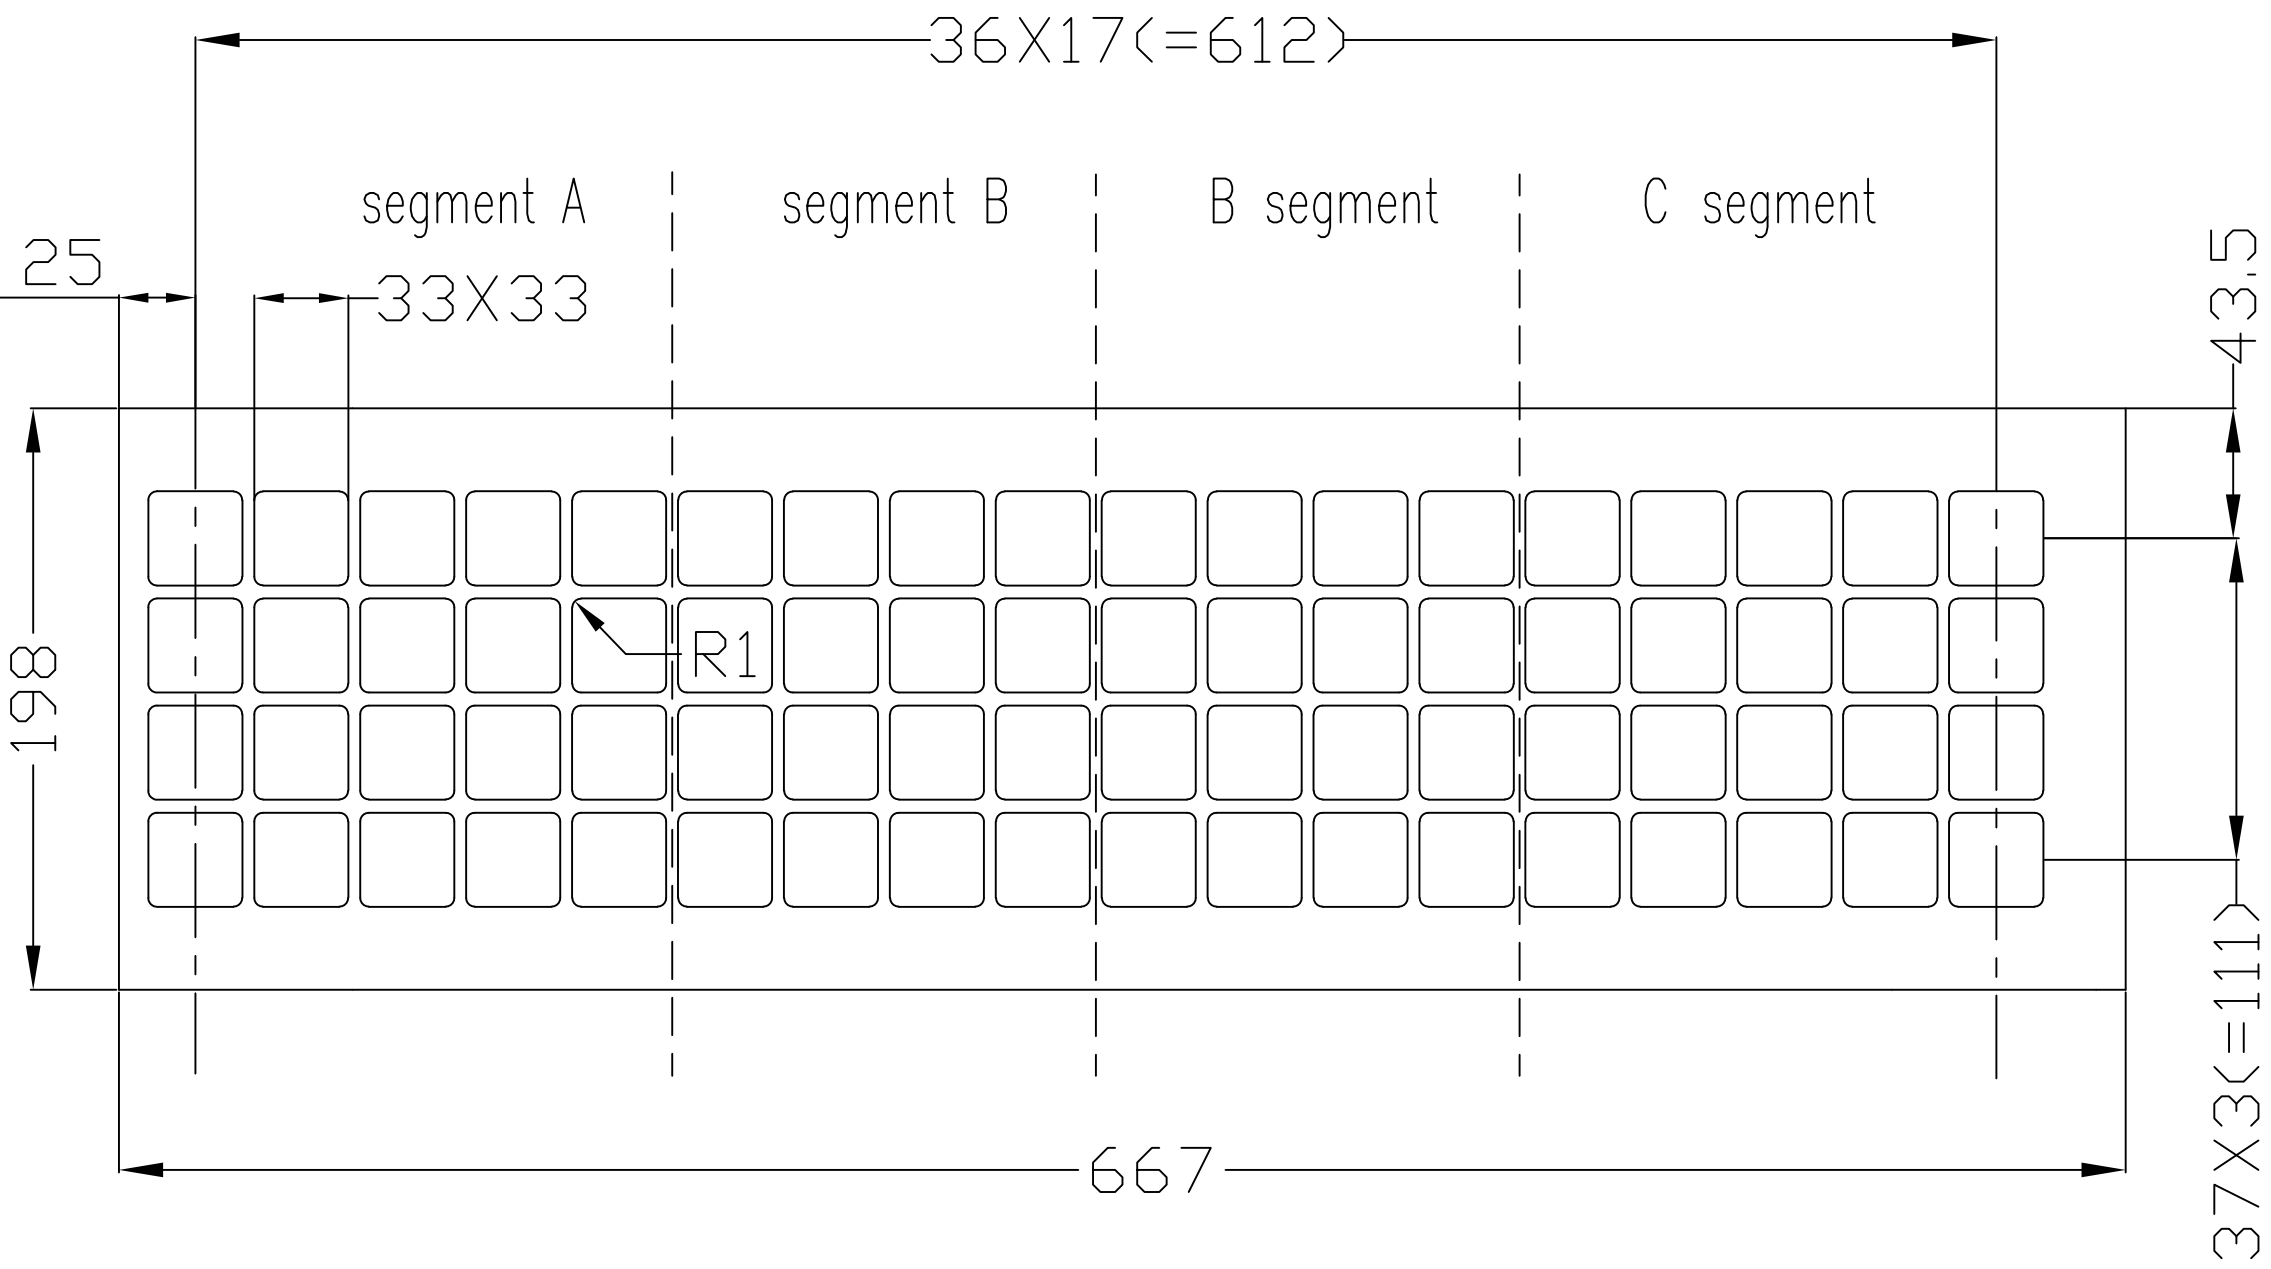 36X17(=612)
segment A
segment B
B segment
C segment
25
33X33
43.5
198
R1
37X3(=111)
667